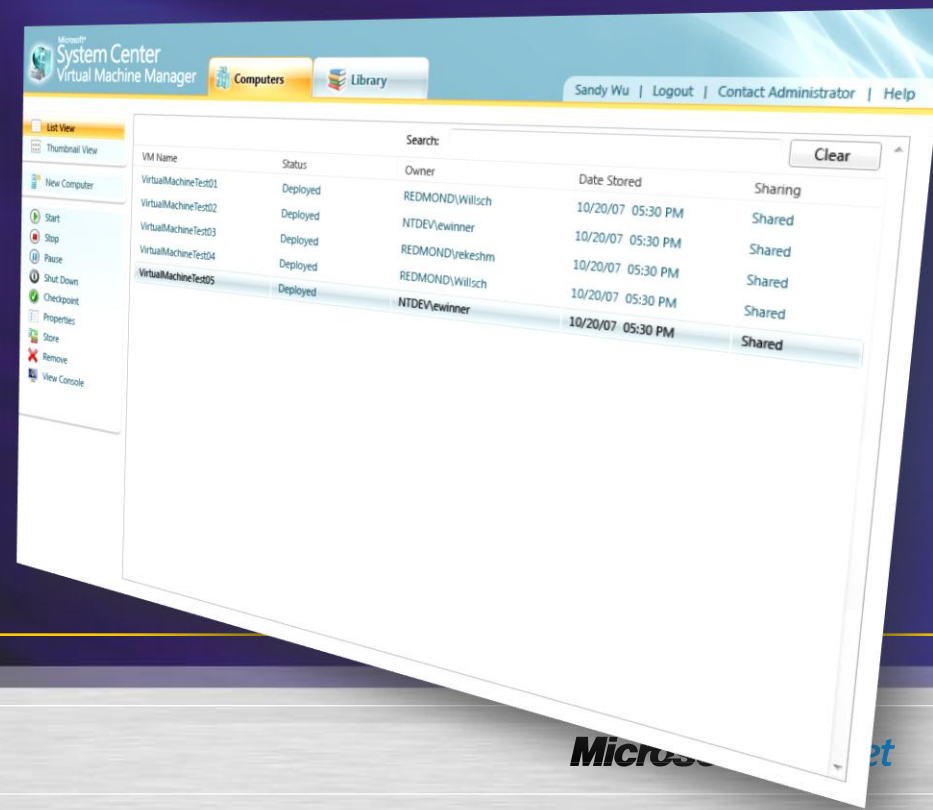 Microsoft®
System Center
Virtual Machine Manager
Computers
Library
Sandy Wu | Logout | Contact Administrator | Help
List View
Thumbnail View
New Computer
Start
Stop
Pause
Shut Down
Checkpoint
Properties
Store
Remove
View Console
Search:
Clear
VM Name Status Owner Date Stored Sharing
VirtualMachineTest01 Deployed REDMOND\Willsch 10/20/07 05:30 PM Shared
VirtualMachineTest02 Deployed NTDEV\ewinner 10/20/07 05:30 PM Shared
VirtualMachineTest03 Deployed REDMOND\rekeshm 10/20/07 05:30 PM Shared
VirtualMachineTest04 Deployed REDMOND\Willsch 10/20/07 05:30 PM Shared
VirtualMachineTest05 Deployed NTDEV\ewinner 10/20/07 05:30 PM Shared